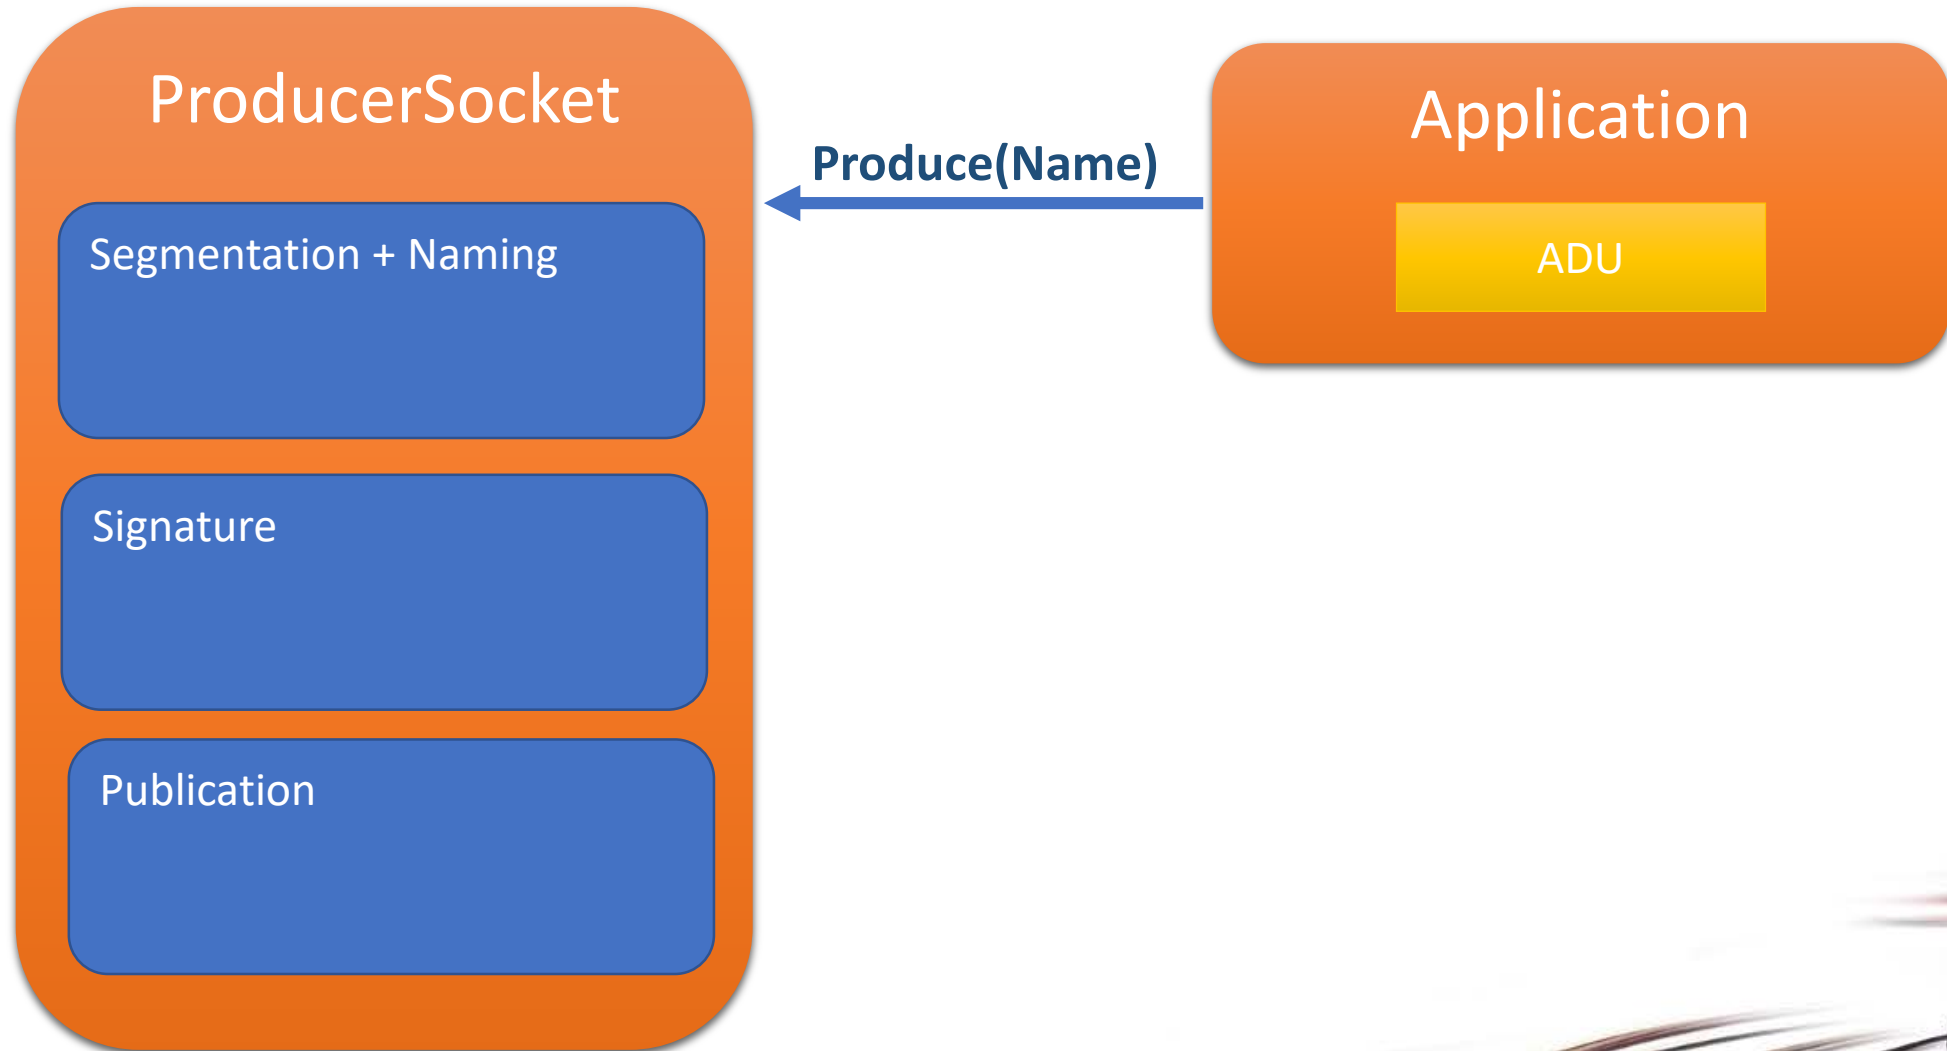 ProducerSocket
Segmentation + Naming
Signature
Publication
Produce(Name)
Application
ADU